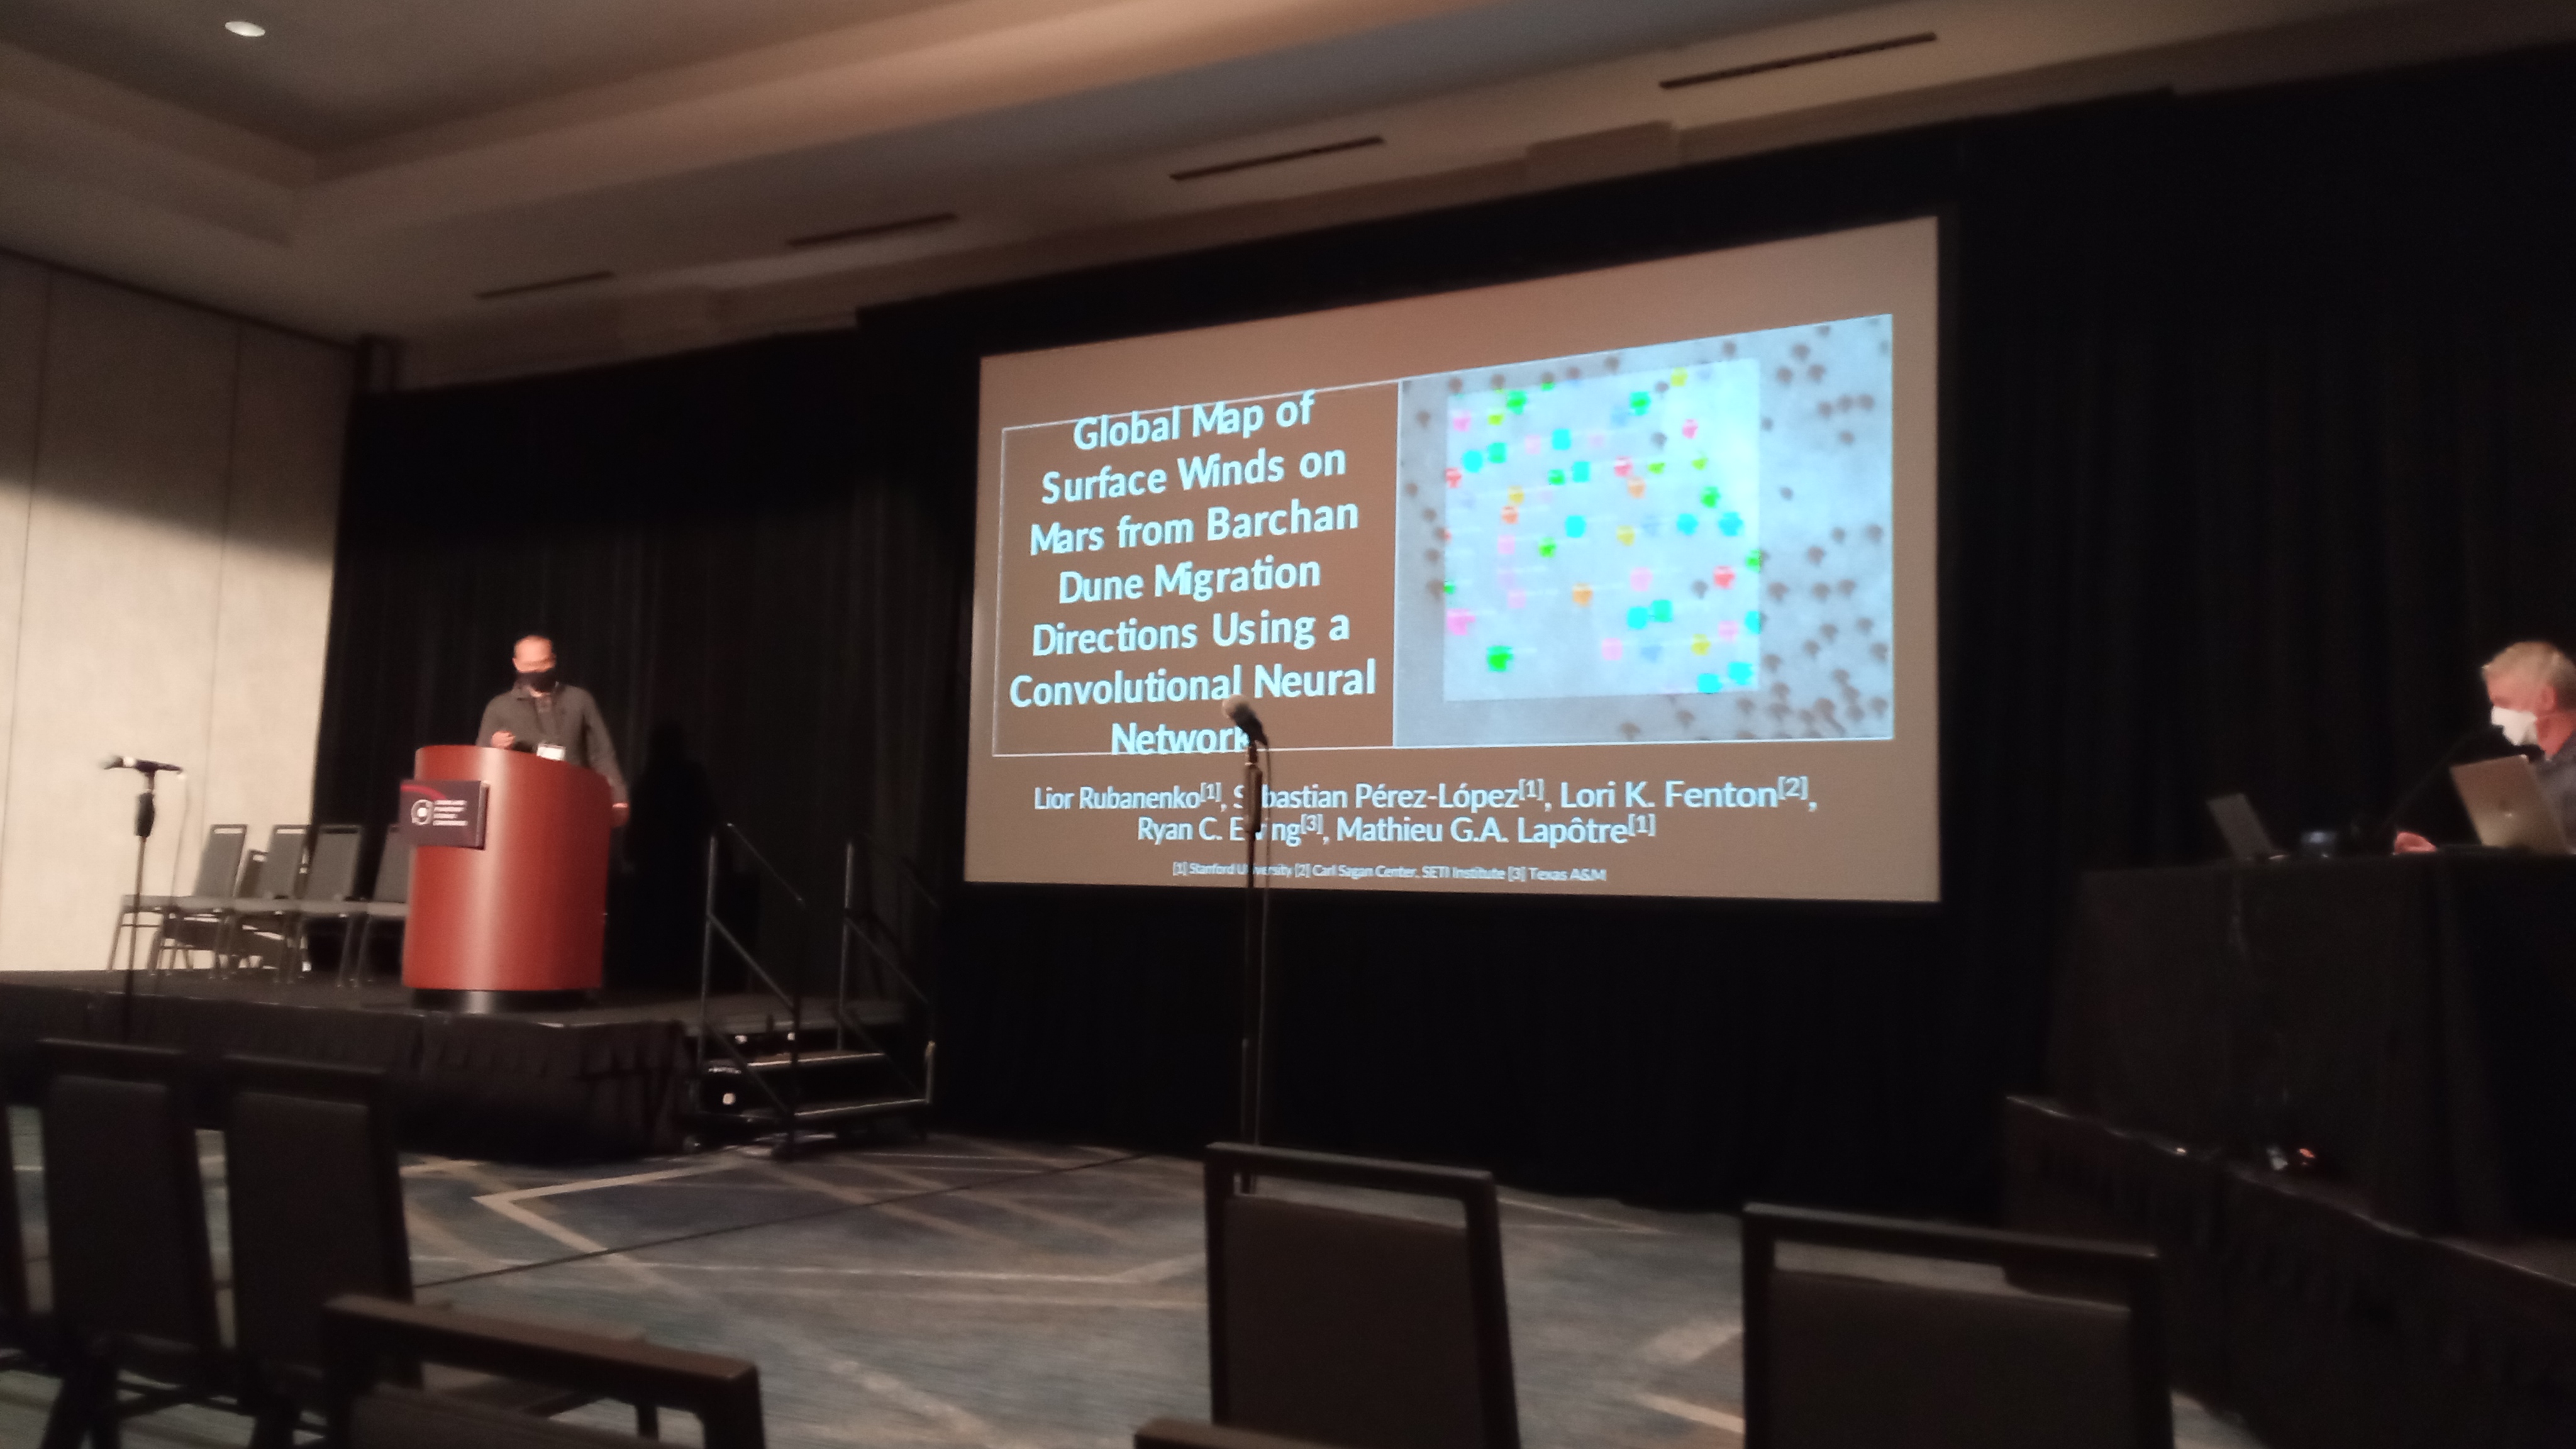 Global Map of
Surface Winds on
Mars from Barchan
Dune Migration
Directions Using a
Convolutional Neural
Network
Lior Rubanenko[1], Sebastian Pérez-López[1], Lori K. Fenton[2],
Ryan C. Ewing[3], Mathieu G.A. Lapôtre[1]
[1] Stanford University [2] Carl Sagan Center, SETI Institute [3] Texas A&M